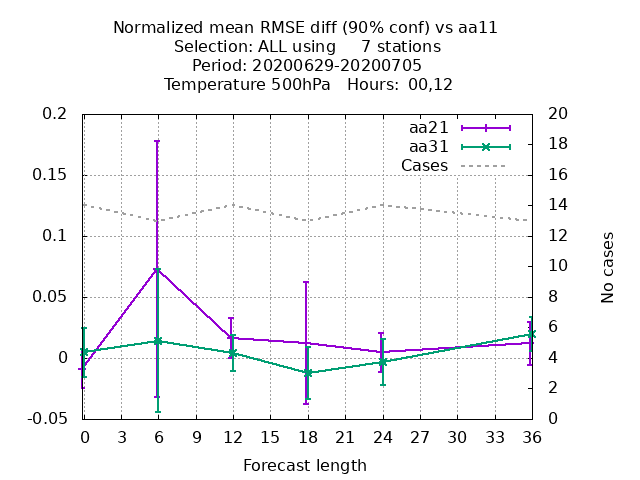 Normalized mean RMSE diff (90% conf) vs aa11
Selection: ALL using     7 stations
Period: 20200629-20200705
Temperature 500hPa   Hours: 00,12
aa21
aa31
Cases
0.2
0.15
0.1
0.05
0
-0.05
20
18
16
14
12
10
8
6
4
2
0
No cases
0 3 6 9 12 15 18 21 24 27 30 33 36
Forecast length